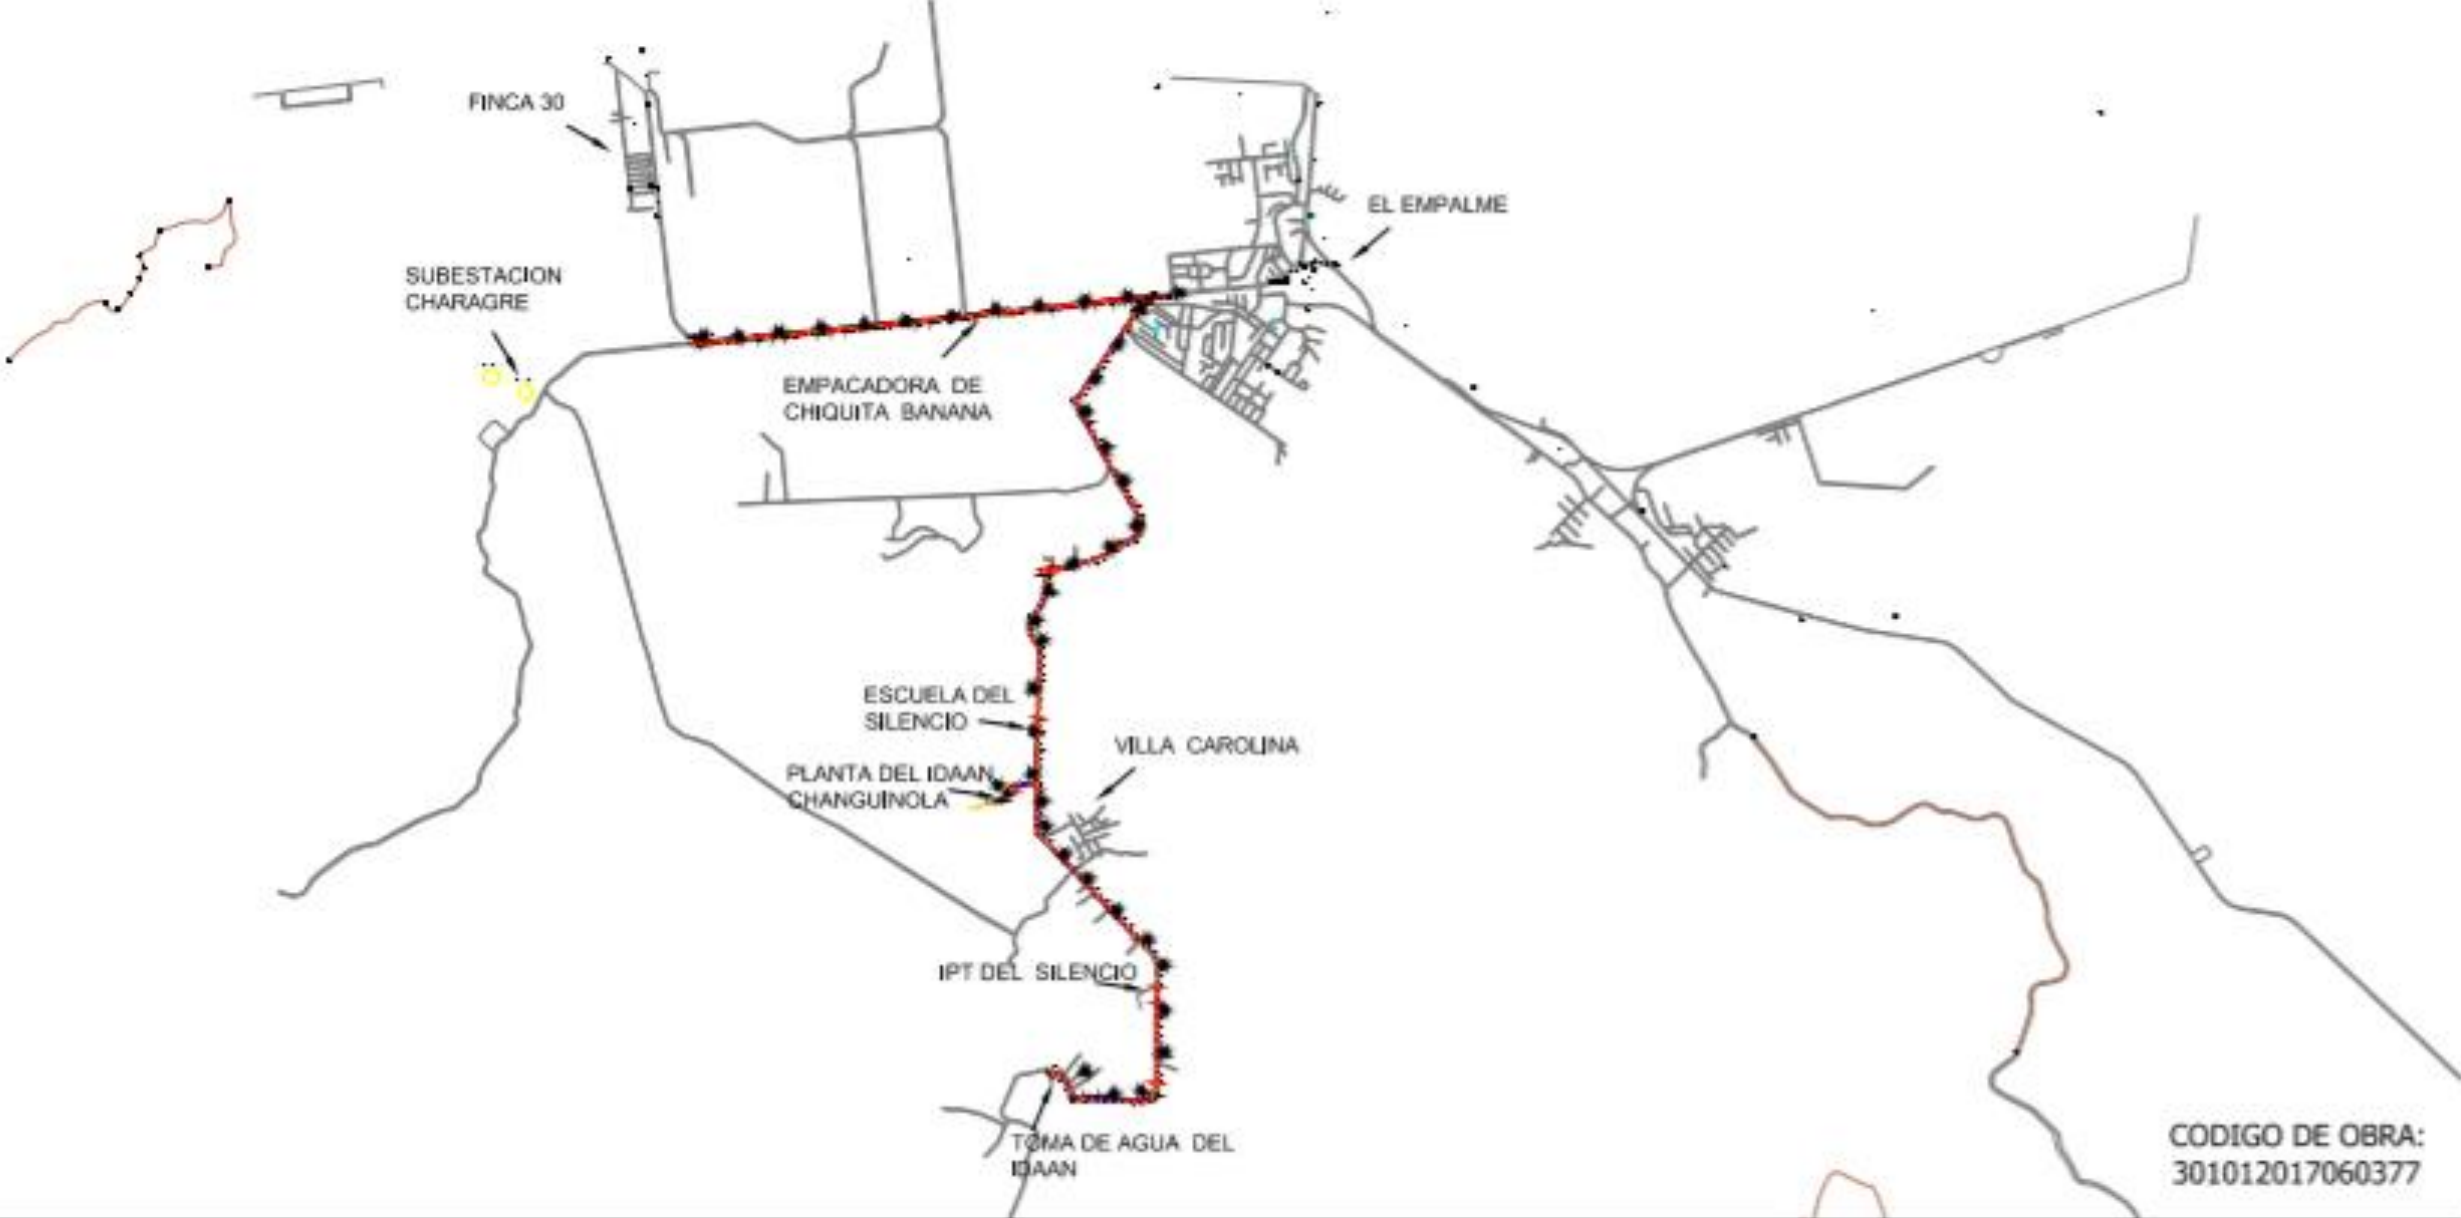 FINCA 30
EL EMPALME
SUBESTACION
CHARAGRE
EMPACADORA DE
CHIQUITA BANANA
ESCUELA DEL
SILENCIO
VILLA CAROLINA
PLANTA DEL IDAAN
CHANGUINOLA
IPT DEL SILENCIO
TOMA DE AGUA DEL
IDAAN
CODIGO DE OBRA:
301012017060377